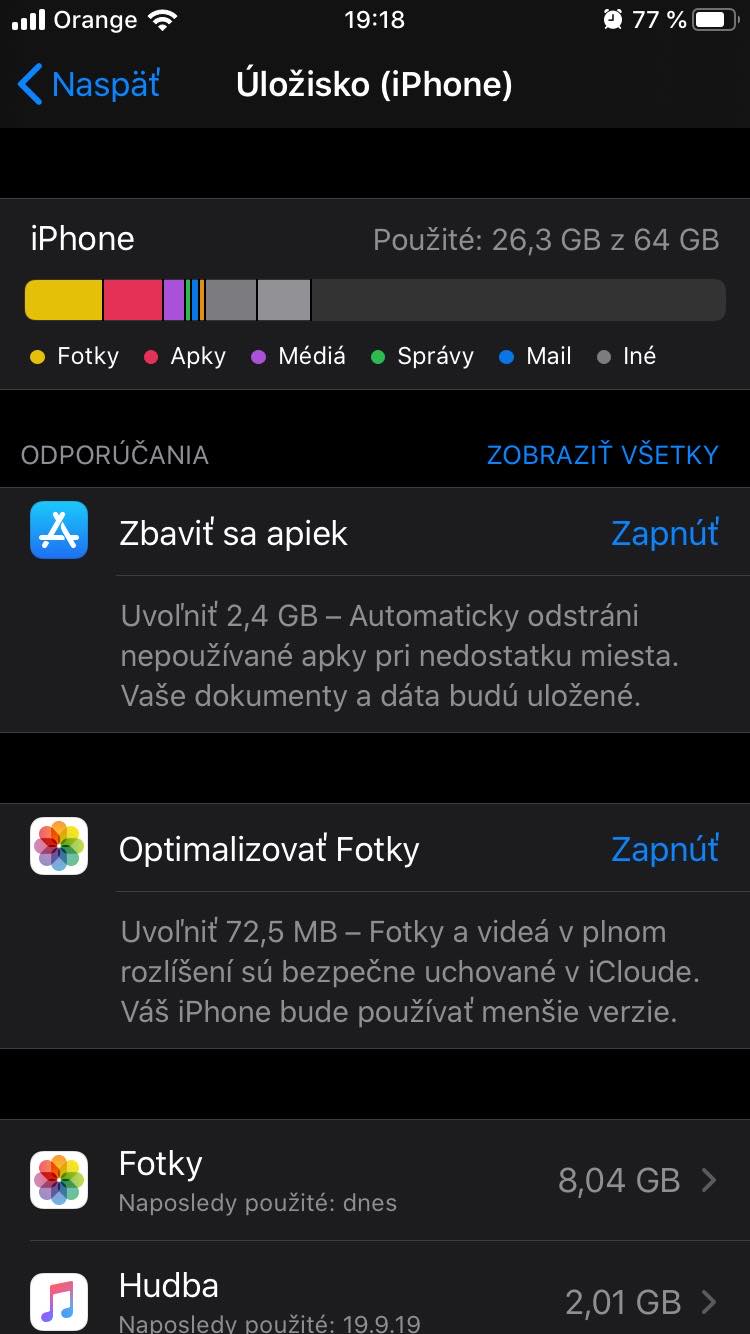 Orange 19:18 77 %
Naspäť Úložisko (iPhone)
iPhone Použité: 26,3 GB z 64 GB
Fotky Apky Médiá Správy Mail Iné
ODPORÚČANIA ZOBRAZIŤ VŠETKY
Zbaviť sa apiek Zapnúť
Uvoľniť 2,4 GB – Automaticky odstráni
nepoužívané apky pri nedostatku miesta.
Vaše dokumenty a dáta budú uložené.
Optimalizovať Fotky Zapnúť
Uvoľniť 72,5 MB – Fotky a videá v plnom
rozlíšení sú bezpečne uchované v iCloude.
Váš iPhone bude používať menšie verzie.
Fotky 8,04 GB
Naposledy použité: dnes
Hudba 2,01 GB
Naposledy použité: 19.9.19